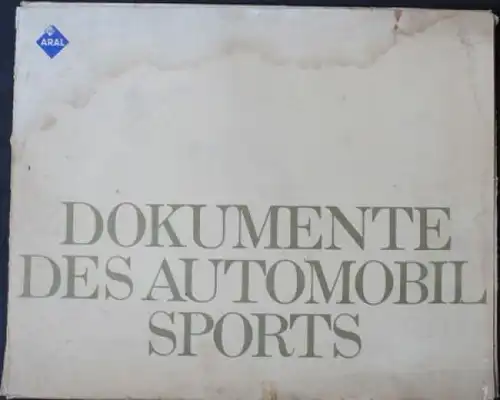 ARAL
DOKUMENTE
DES AUTOMOBIL
SPORTS